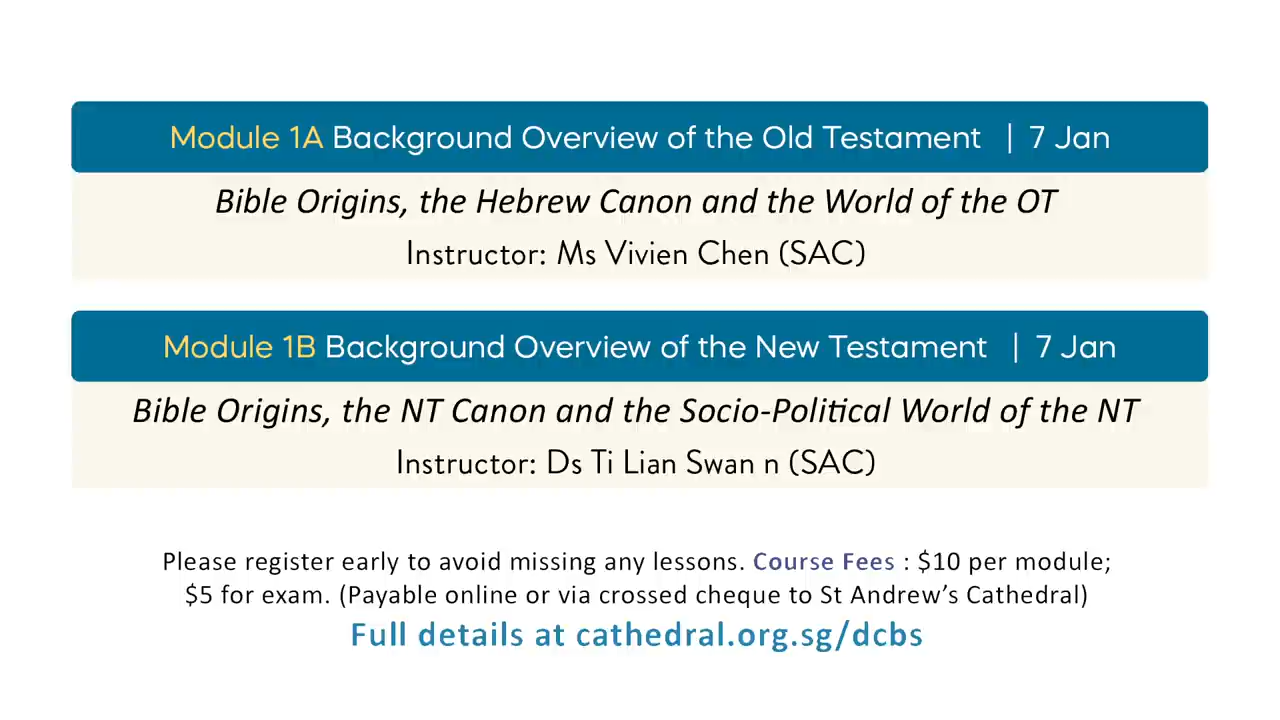 Module 1A Background Overview of the Old Testament | 7 Jan
Bible Origins, the Hebrew Canon and the World of the OT
Instructor: Ms Vivien Chen (SAC)
Module 1B Background Overview of the New Testament | 7 Jan
Bible Origins, the NT Canon and the Socio-Political World of the NT
Instructor: Ds Ti Lian Swan n (SAC)
Please register early to avoid missing any lessons. Course Fees : $10 per module;
$5 for exam. (Payable online or via crossed cheque to St Andrew’s Cathedral)
Full details at cathedral.org.sg/dcbs